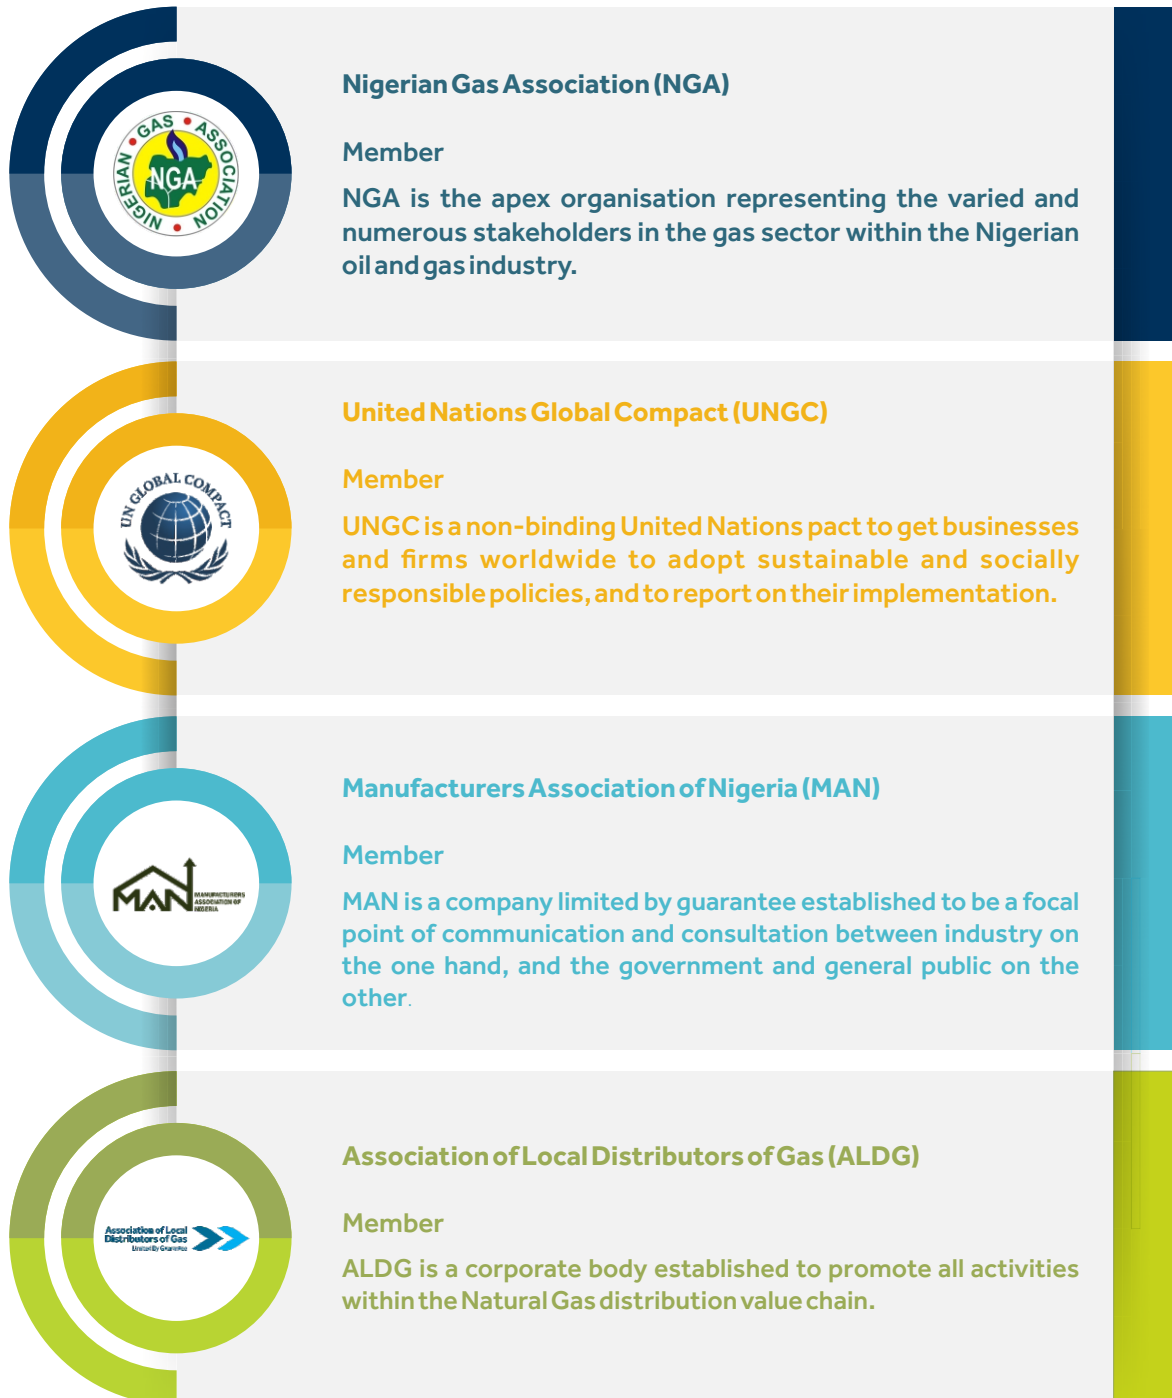 NIGERIAN • GAS • ASSOCIATION •
NGA
Nigerian Gas Association (NGA)
Member
NGA is the apex organisation representing the varied and
numerous stakeholders in the gas sector within the Nigerian
oil and gas industry.
UN GLOBAL COMPACT
United Nations Global Compact (UNGC)
Member
UNGC is a non-binding United Nations pact to get businesses
and firms worldwide to adopt sustainable and socially
responsible policies, and to report on their implementation.
MAN
MANUFACTURERS
ASSOCIATION OF
NIGERIA
Manufacturers Association of Nigeria (MAN)
Member
MAN is a company limited by guarantee established to be a focal
point of communication and consultation between industry on
the one hand, and the government and general public on the
other.
Association of Local
Distributors of Gas
Limited By Guarantee
Association of Local Distributors of Gas (ALDG)
Member
ALDG is a corporate body established to promote all activities
within the Natural Gas distribution value chain.